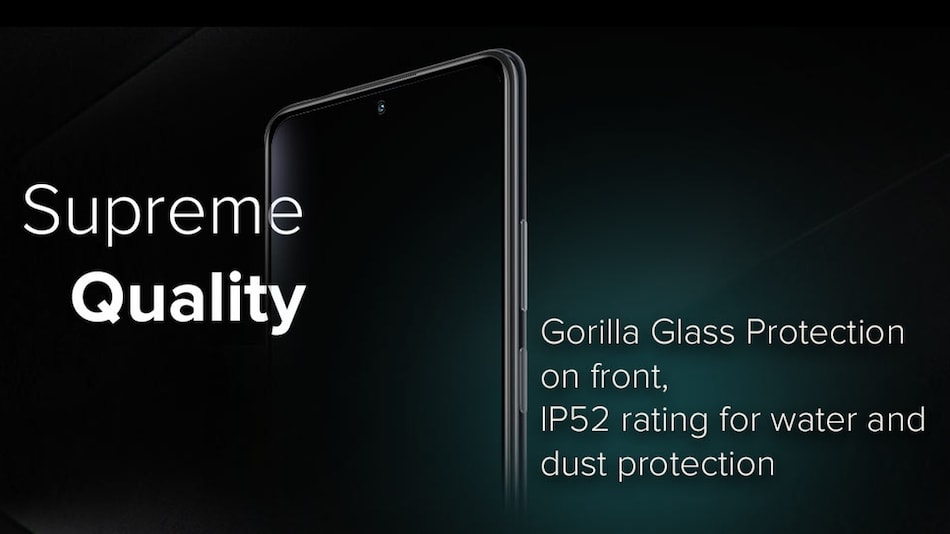 Supreme
Quality
Gorilla Glass Protection
on front,
IP52 rating for water and
dust protection